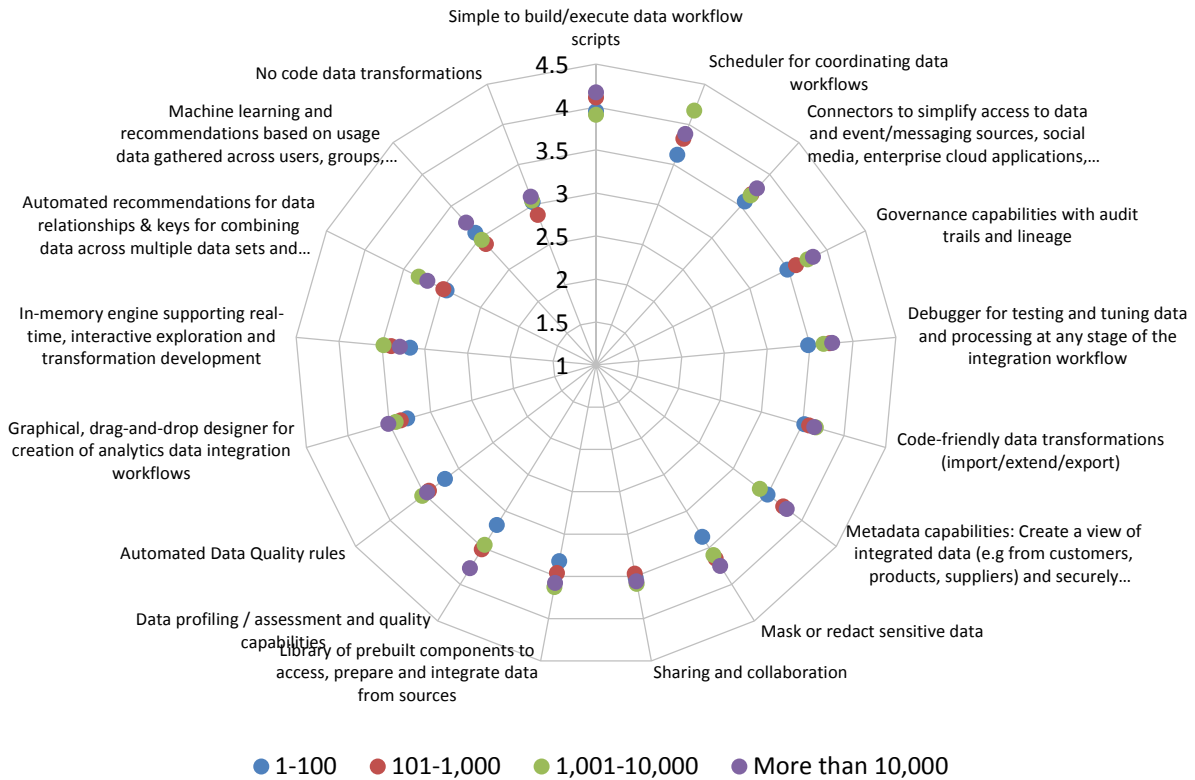 Simple to build/execute data workflow
scripts
Scheduler for coordinating data
workflows
Connectors to simplify access to data
and event/messaging sources, social
media, enterprise cloud applications,...
Governance capabilities with audit
trails and lineage
Debugger for testing and tuning data
and processing at any stage of the
integration workflow
Code-friendly data transformations
(import/extend/export)
Metadata capabilities: Create a view of
integrated data (e.g from customers,
products, suppliers) and securely...
Mask or redact sensitive data
Sharing and collaboration
Library of prebuilt components to
access, prepare and integrate data
from sources
Data profiling / assessment and quality
capabilities
Automated Data Quality rules
Graphical, drag-and-drop designer for
creation of analytics data integration
workflows
In-memory engine supporting real-
time, interactive exploration and
transformation development
Automated recommendations for data
relationships & keys for combining
data across multiple data sets and...
Machine learning and
recommendations based on usage
data gathered across users, groups,...
No code data transformations
4.5
4
3.5
3
2.5
2
1.5
1
1-100 101-1,000 1,001-10,000 More than 10,000